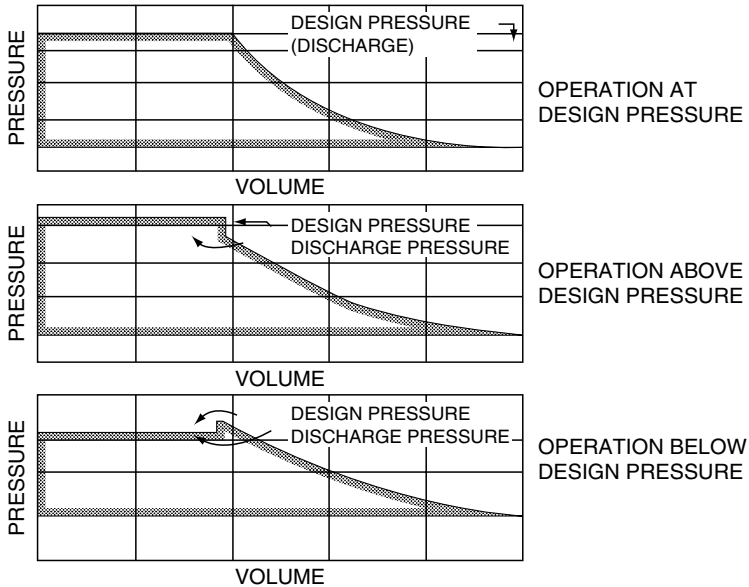 DESIGN PRESSURE
(DISCHARGE)
PRESSURE
OPERATION AT
DESIGN PRESSURE
VOLUME
DESIGN PRESSURE
DISCHARGE PRESSURE
PRESSURE
OPERATION ABOVE
DESIGN PRESSURE
VOLUME
DESIGN PRESSURE
DISCHARGE PRESSURE
PRESSURE
OPERATION BELOW
DESIGN PRESSURE
VOLUME